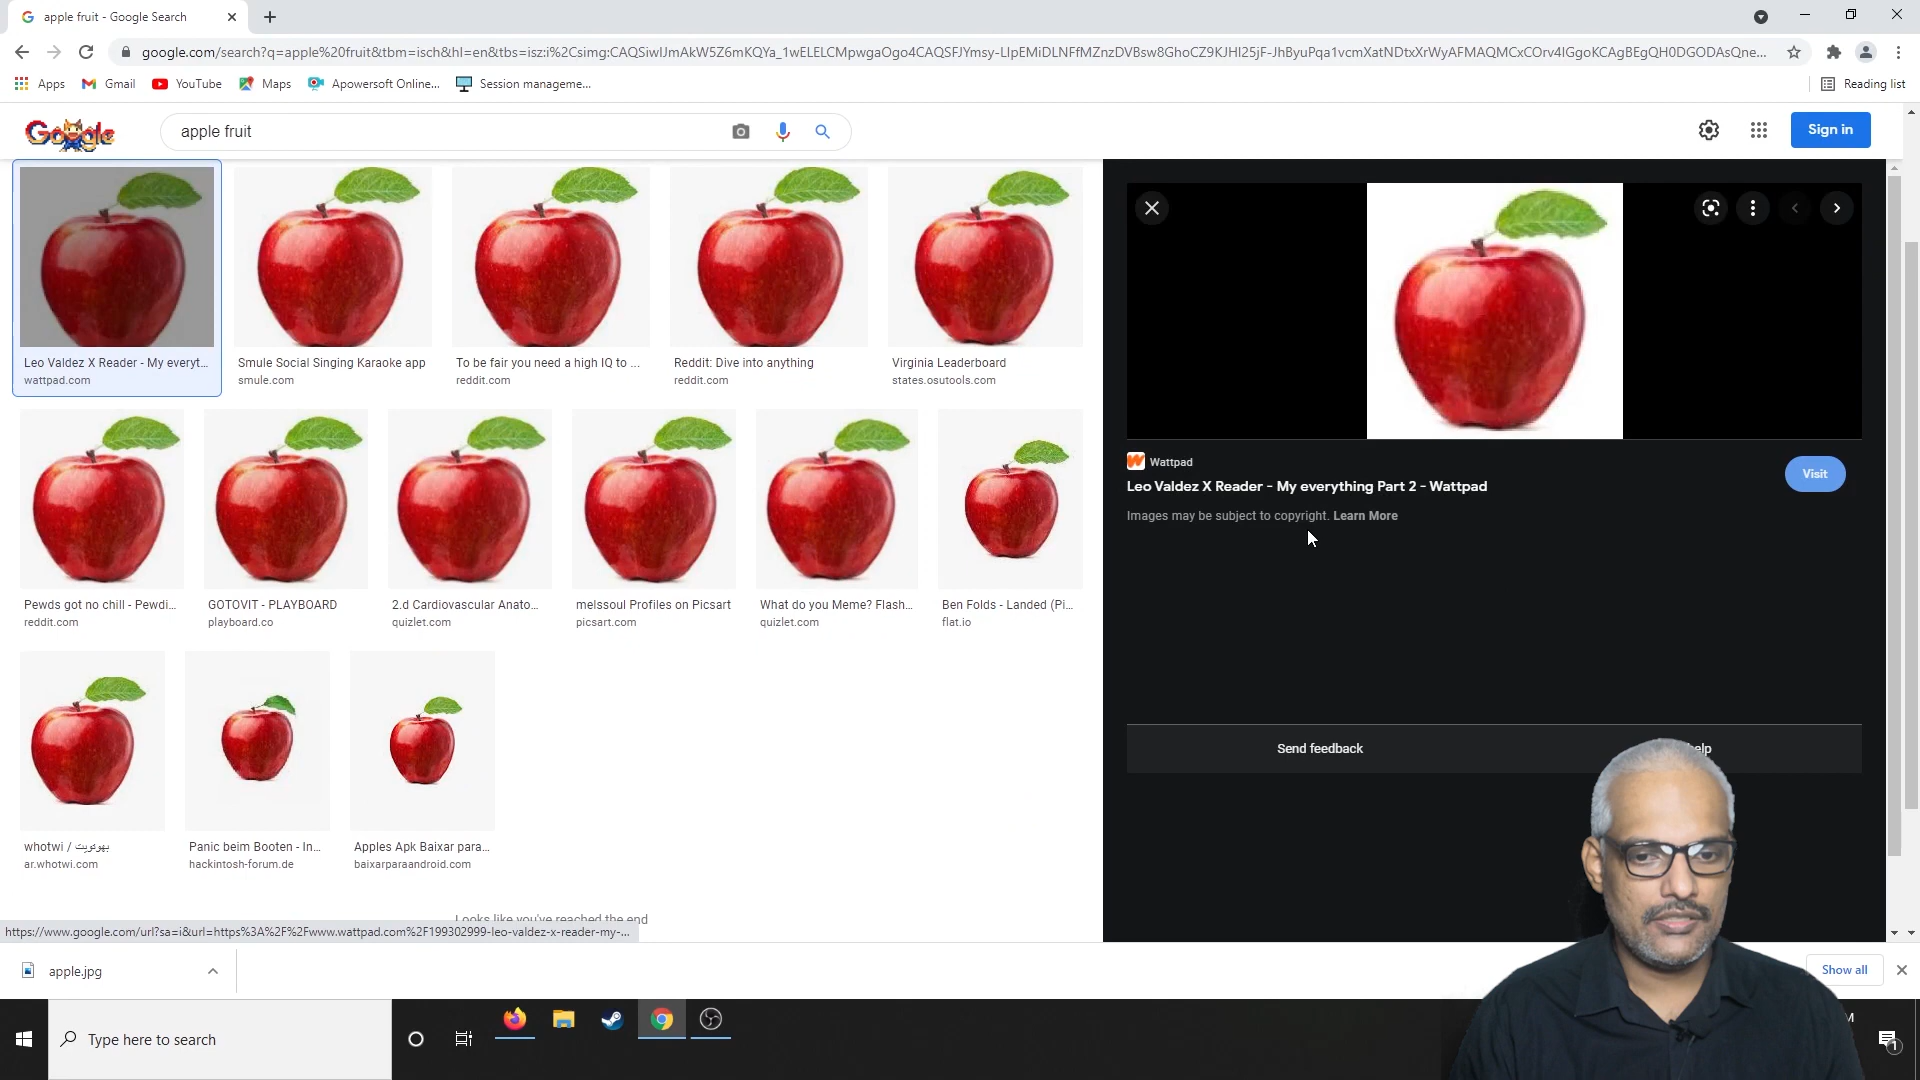 apple fruit - Google Search
google.com/search?q=apple%20fruit&tbm=isch&hl=en&tbs=isz:i%2Csimg:
Apps
Gmail
YouTube
Maps
Apowersoft Online...
Session manageme...
Reading list
Google
apple fruit
Sign in
Leo Valdez X Reader - My everyt...
wattpad.com
Smule Social Singing Karaoke app
smule.com
To be fair you need a high IQ to ...
reddit.com
Reddit: Dive into anything
reddit.com
Virginia Leaderboard
states.osutools.com
Wattpad
Leo Valdez X Reader - My everything Part 2 - Wattpad
Visit
Images may be subject to copyright. Learn More
Pewds got no chill - Pewdi...
reddit.com
GOTOVIT - PLAYBOARD
playboard.co
2.d Cardiovascular Anato...
quizlet.com
melssoul Profiles on Picsart
picsart.com
What do you Meme? Flash...
quizlet.com
Ben Folds - Landed (Pi...
flat.io
Send feedback
help
whotwi /
ar.whotwi.com
Panic beim Booten - In...
hackintosh-forum.de
Apples Apk Baixar para...
baixarparaandroid.com
Looks like you've reached the end
https://www.google.com/url?sa=i&url=https%3A%2F%2Fwww.wattpad.com%2F199302999-leo-valdez-x-reader-my-...
apple.jpg
Show all
Type here to search
M
1